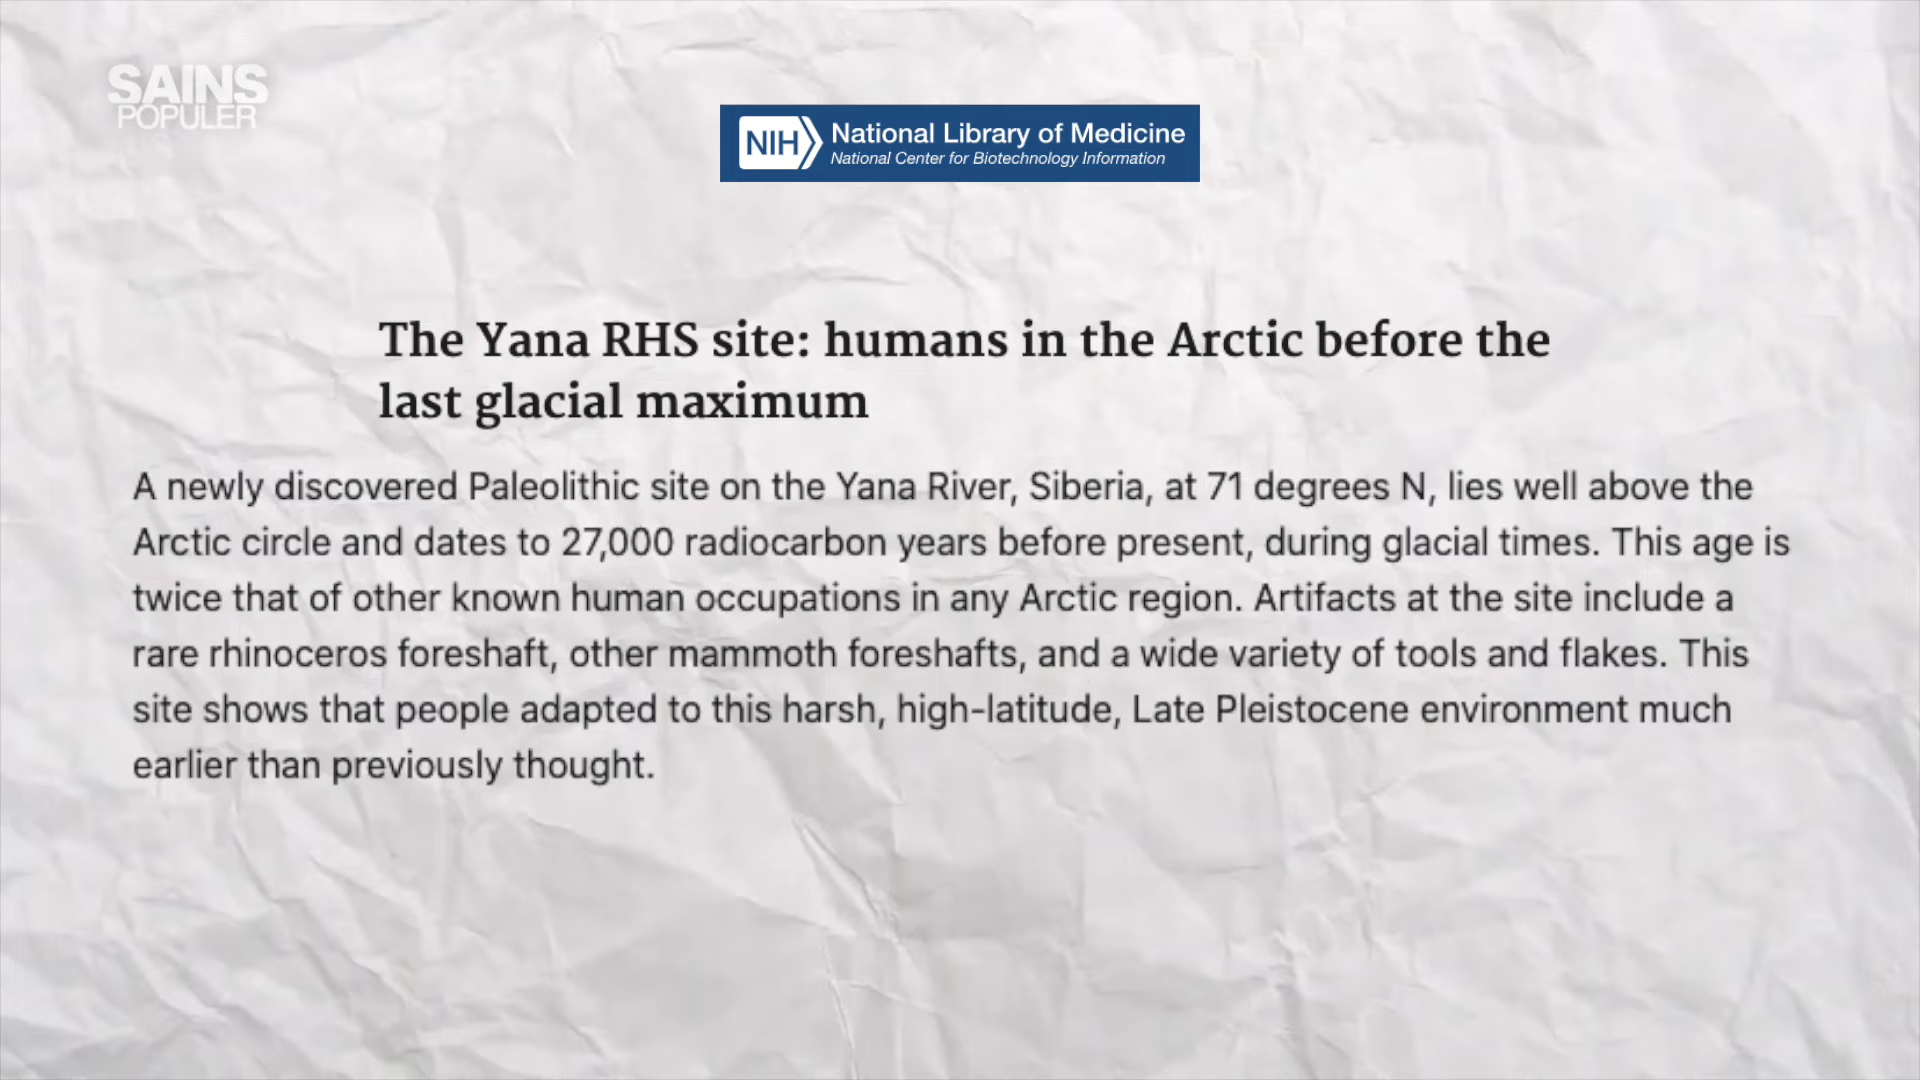 SAINS
POPULER
NIH National Library of Medicine
National Center for Biotechnology Information
The Yana RHS site: humans in the Arctic before the
last glacial maximum
A newly discovered Paleolithic site on the Yana River, Siberia, at 71 degrees N, lies well above the
Arctic circle and dates to 27,000 radiocarbon years before present, during glacial times. This age is
twice that of other known human occupations in any Arctic region. Artifacts at the site include a
rare rhinoceros foreshaft, other mammoth foreshafts, and a wide variety of tools and flakes. This
site shows that people adapted to this harsh, high-latitude, Late Pleistocene environment much
earlier than previously thought.